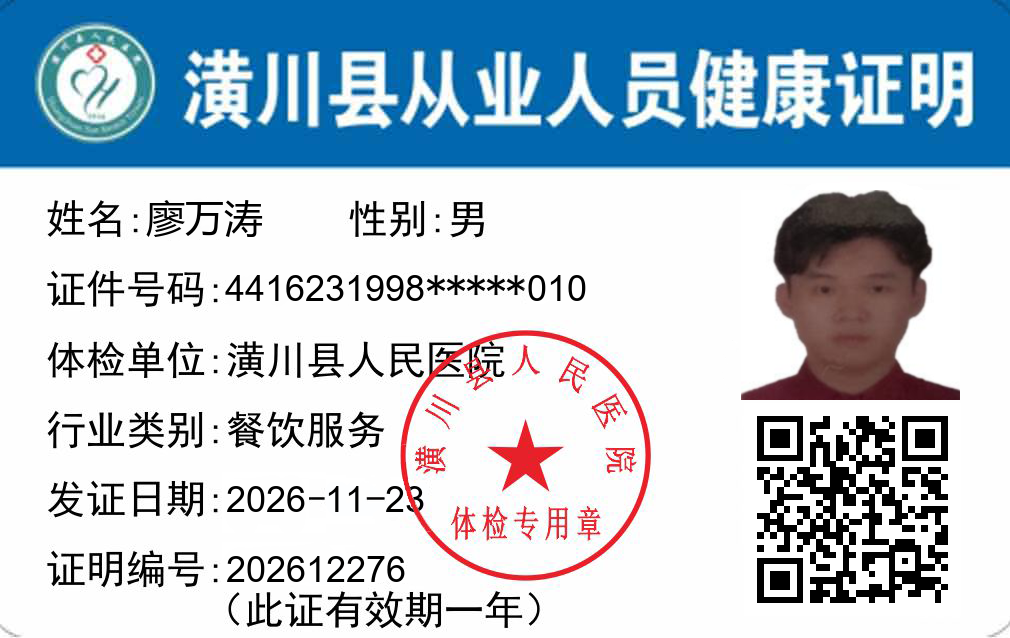 潢川县从业人员健康证明
姓名:廖万涛 性别:男
证件号码:4416231998*****010
体检单位:潢川县人民医院
行业类别:餐饮服务
发证日期:2026-11-23
证明编号:202612276
（此证有效期一年）
潢川县人民医院
体检专用章